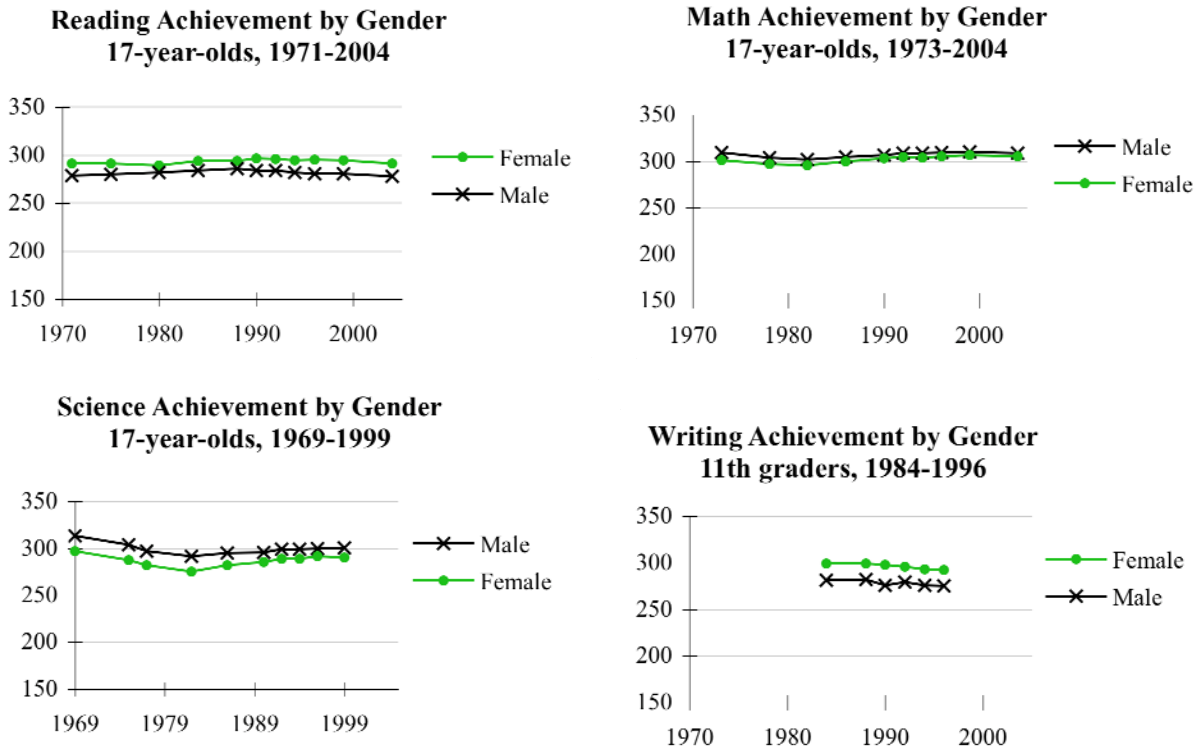 Reading Achievement by Gender
17-year-olds, 1971-2004
350
300
250
200
150
1970 1980 1990 2000
Female
Male
Math Achievement by Gender
17-year-olds, 1973-2004
350
300
250
200
150
1970 1980 1990 2000
Male
Female
Science Achievement by Gender
17-year-olds, 1969-1999
350
300
250
200
150
1969 1979 1989 1999
Male
Female
Writing Achievement by Gender
11th graders, 1984-1996
350
300
250
200
150
1970 1980 1990 2000
Female
Male